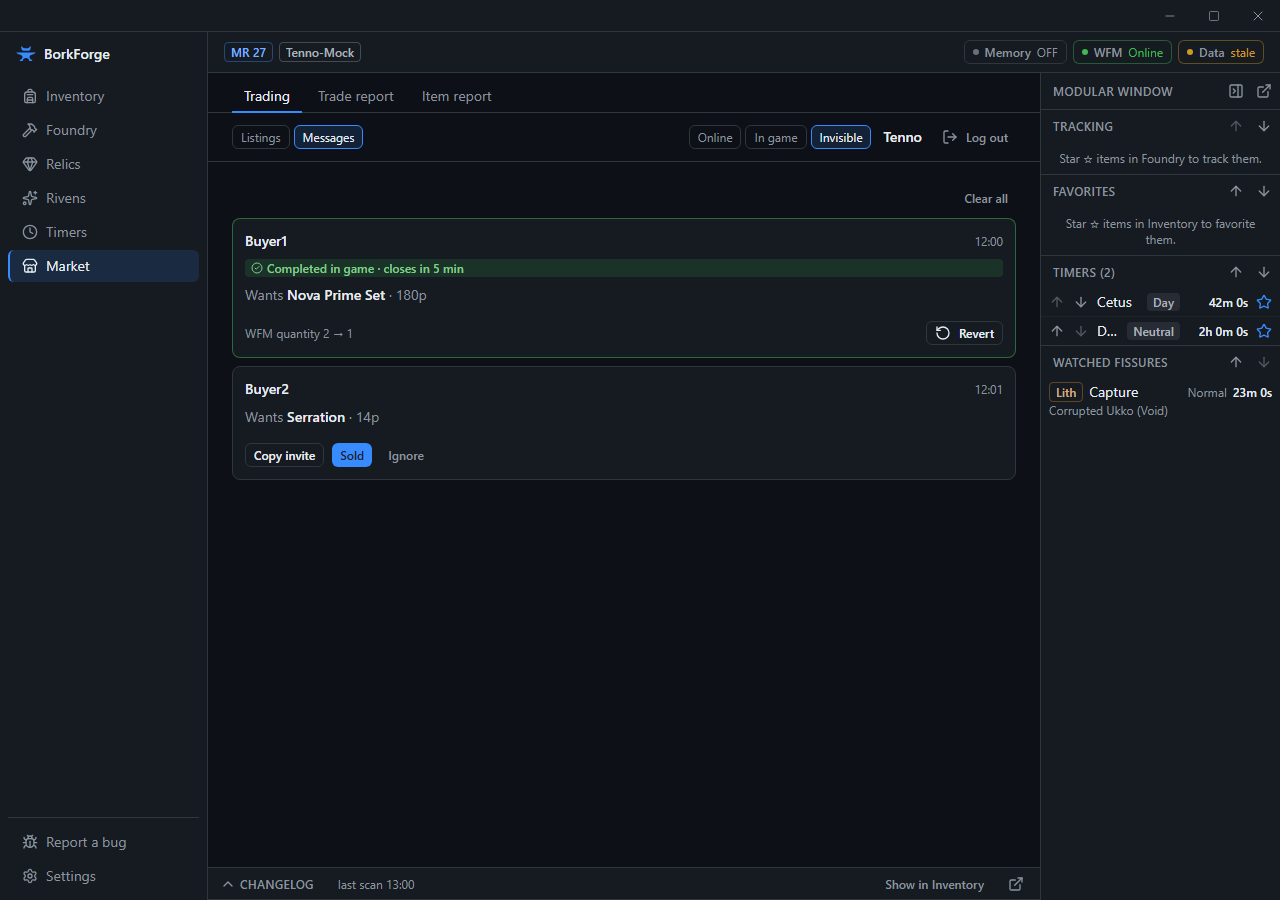 BorkForge
Inventory
Foundry
Relics
Rivens
Timers
Market
Report a bug
Settings
MR 27 Tenno-Mock
Memory OFF WFM Online Data stale
Trading Trade report Item report
Listings Messages
Online In game Invisible Tenno Log out
Clear all
Buyer1 12:00
Completed in game · closes in 5 min
Wants Nova Prime Set · 180p
WFM quantity 2 → 1 Revert
Buyer2 12:01
Wants Serration · 14p
Copy invite Sold Ignore
CHANGELOG last scan 13:00 Show in Inventory
MODULAR WINDOW
TRACKING
Star ☆ items in Foundry to track them.
FAVORITES
Star ☆ items in Inventory to favorite
them.
TIMERS (2)
Cetus Day 42m 0s
D... Neutral 2h 0m 0s
WATCHED FISSURES
Lith Capture Normal 23m 0s
Corrupted Ukko (Void)